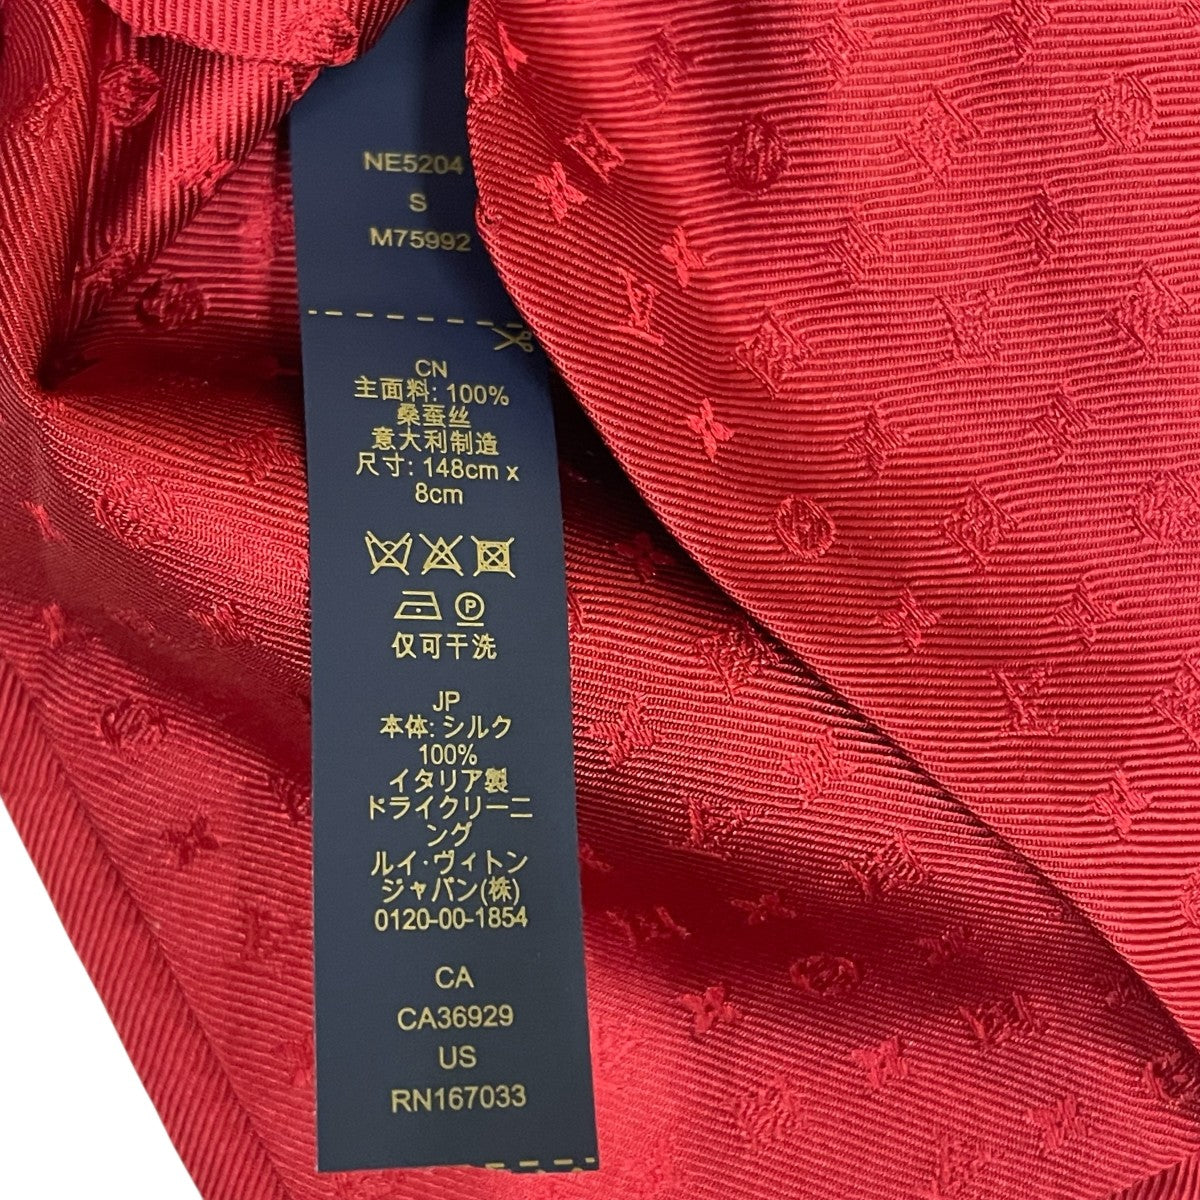 NE5204
S
M75992
CN
主面料: 100%
桑蚕丝
意大利制造
尺寸: 148cm x
8cm
P
仅可干洗
JP
本体: シルク
100%
イタリア製
ドライクリーニ
ング
ルイ·ヴィトン
ジャパン(株)
0120-00-1854
CA
CA36929
US
RN167033